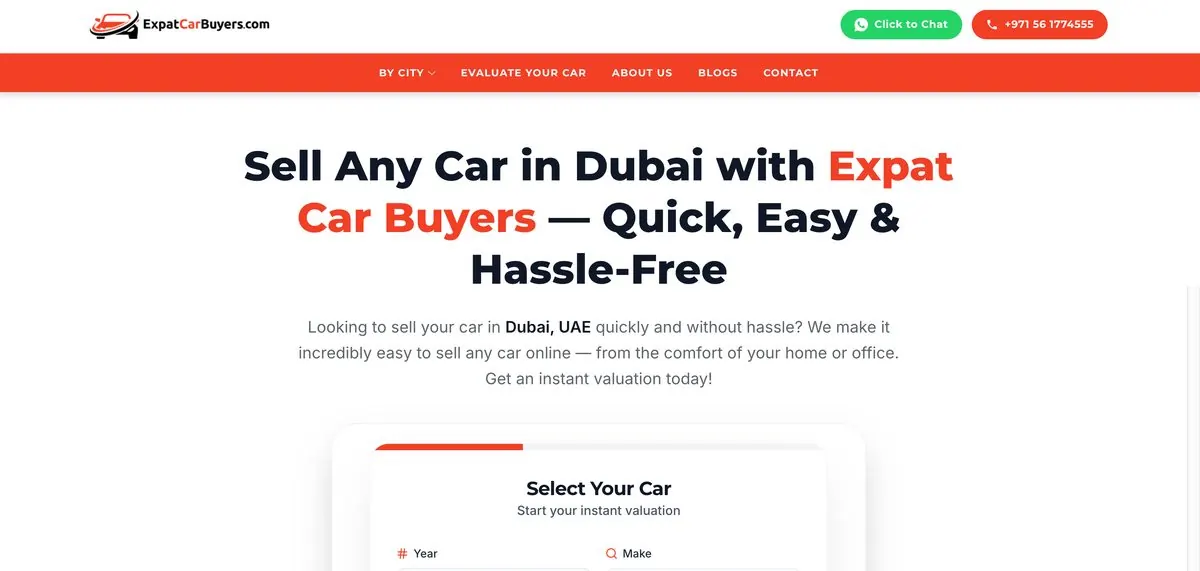 ExpatCarBuyers.com
Click to Chat
+971 56 1774555
BY CITY
EVALUATE YOUR CAR
ABOUT US
BLOGS
CONTACT
Sell Any Car in Dubai with Expat
Car Buyers — Quick, Easy &
Hassle-Free
Looking to sell your car in Dubai, UAE quickly and without hassle? We make it
incredibly easy to sell any car online — from the comfort of your home or office.
Get an instant valuation today!
Select Your Car
Start your instant valuation
# Year
Make